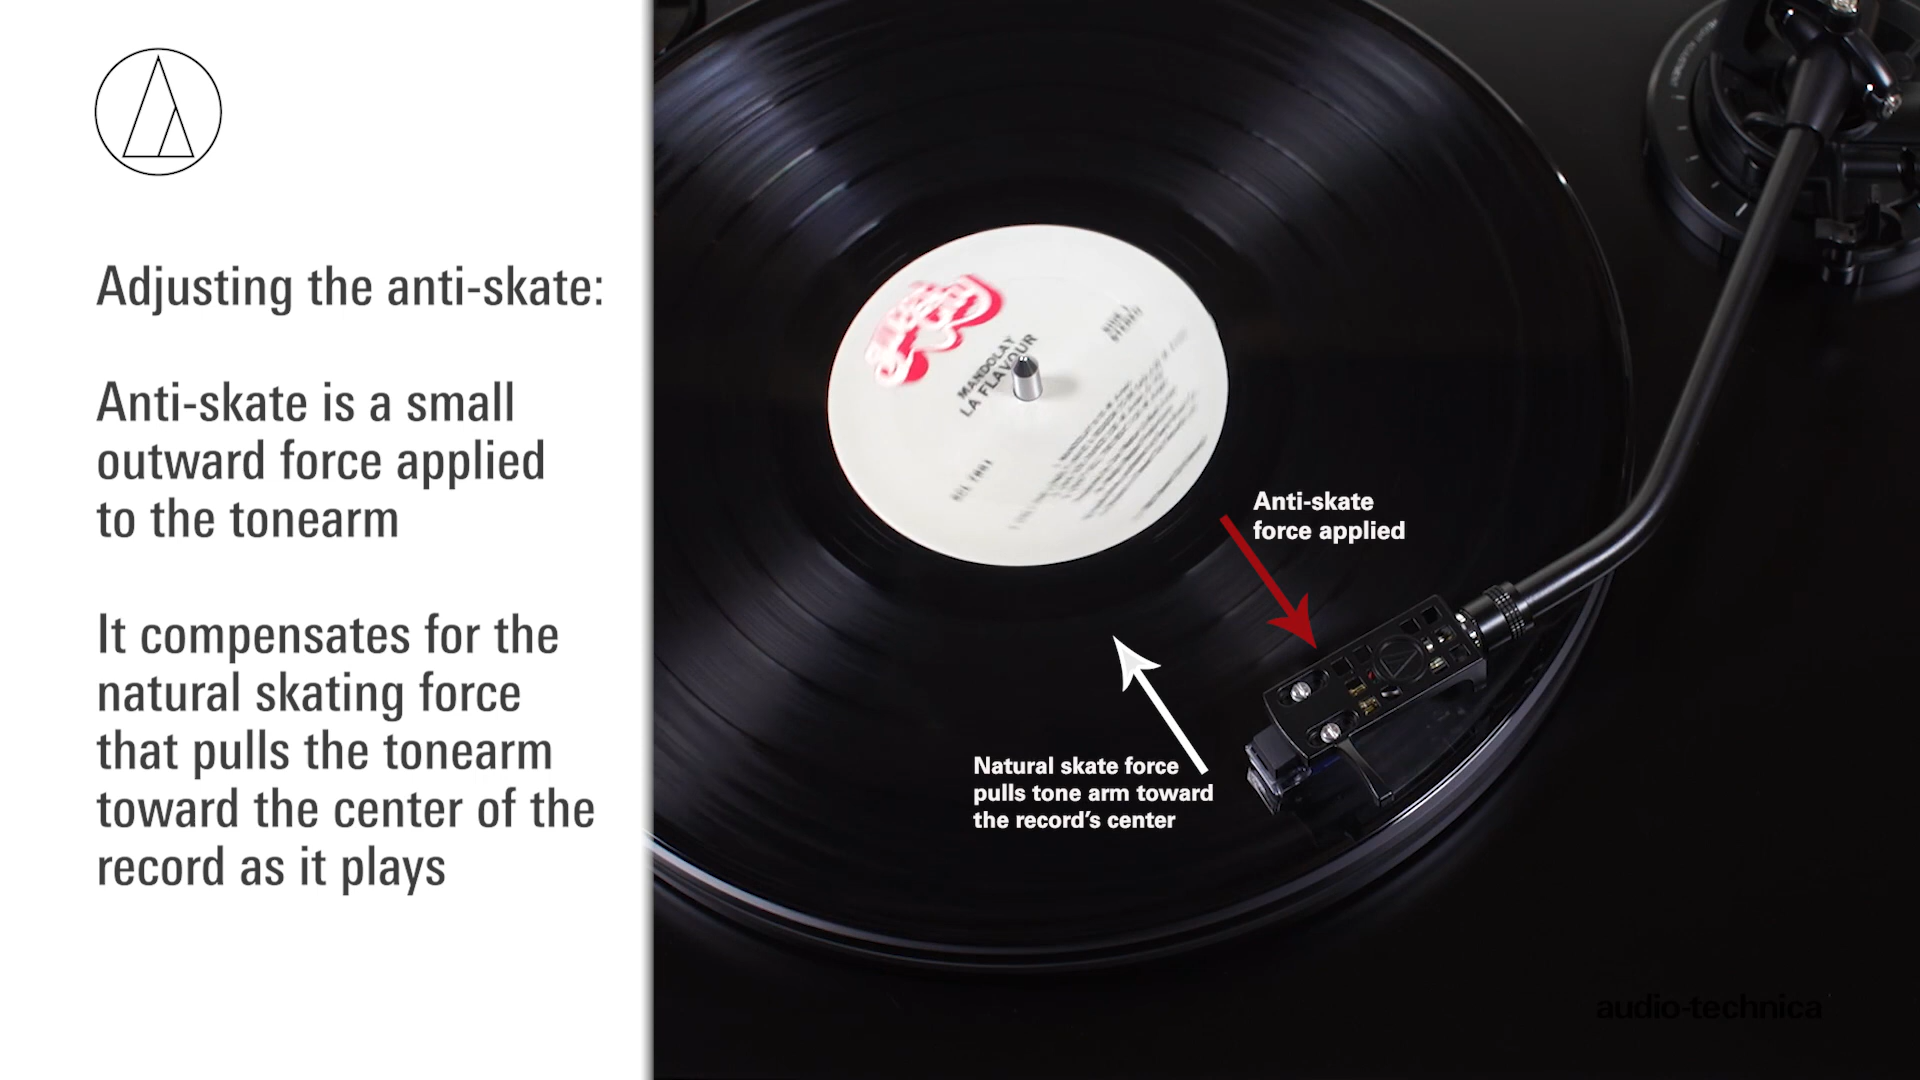 Adjusting the anti-skate:
Anti-skate is a small
outward force applied
to the tonearm
It compensates for the
natural skating force
that pulls the tonearm
toward the center of the
record as it plays
MANDOLAY
LA FLAVOUR
STEREO
Anti-skate
force applied
Natural skate force
pulls tone arm toward
the record’s center
audio-technica